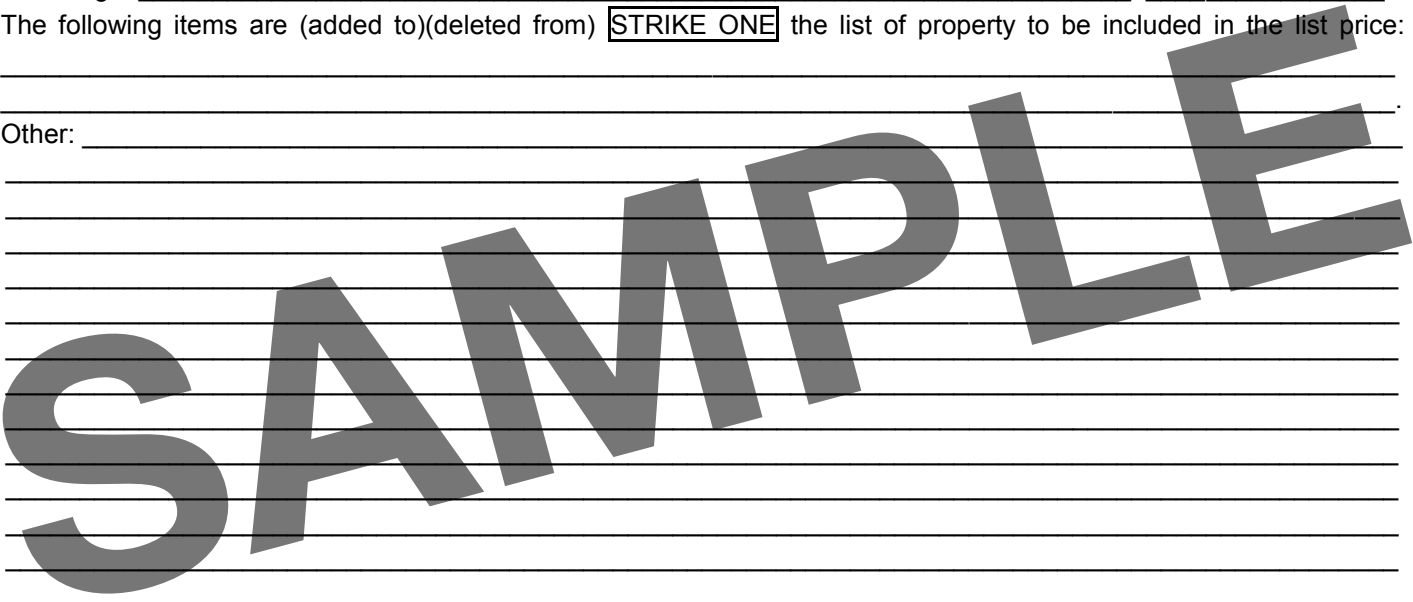 The following items are (added to)(deleted from) STRIKE ONE the list of property to be included in the list price:
.
Other:
SAMPLE